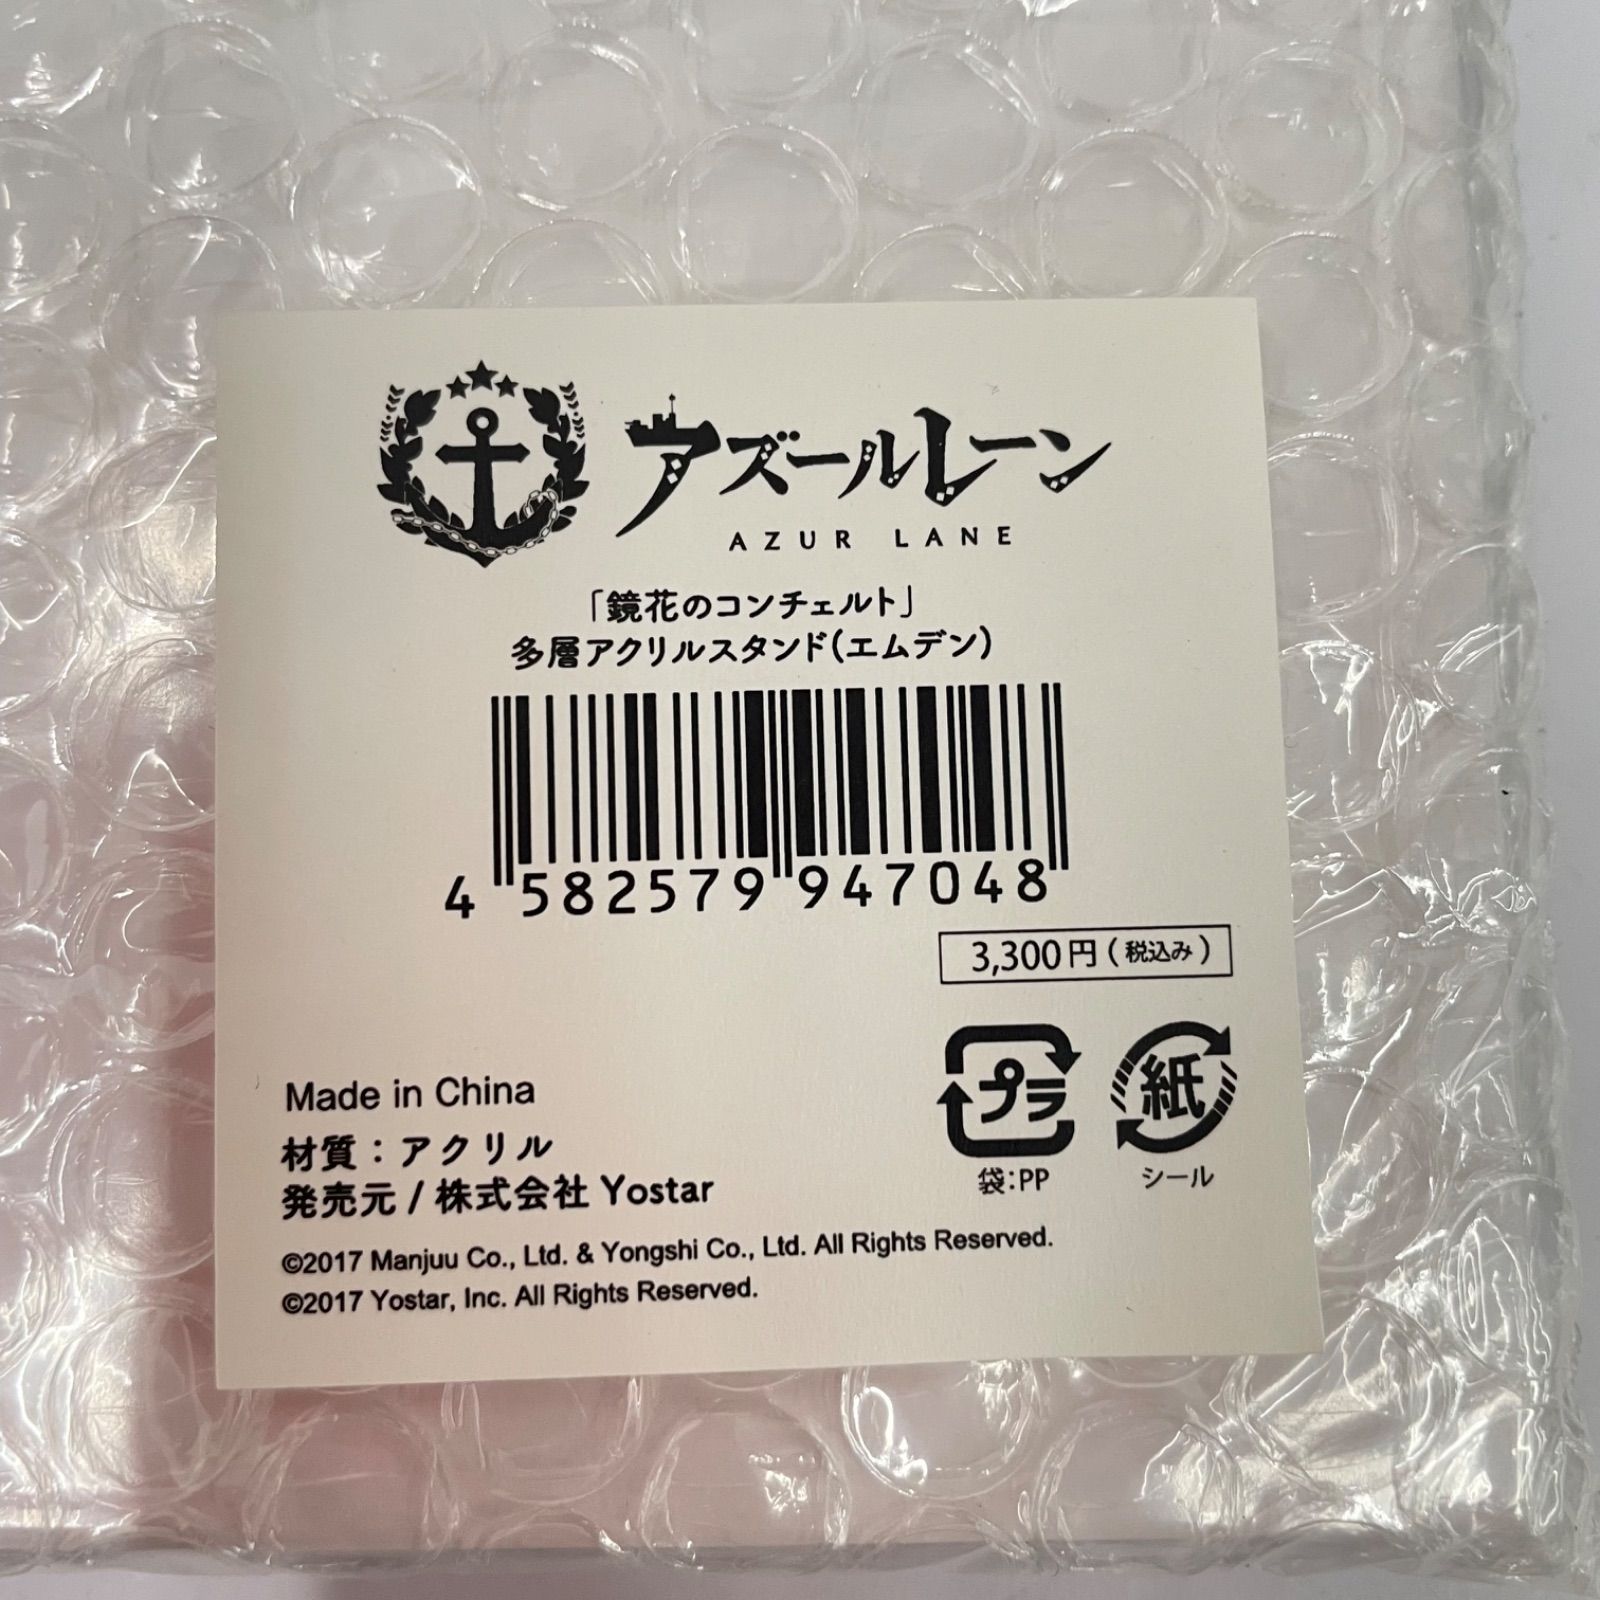 アズールレーン
AZUR LANE
「鏡花のコンチェルト」
多層アクリルスタンド(エムデン)
4 582579 947048
3,300円(税込み)
プラ
紙
袋:PP
シール
Made in China
材質:アクリル
発売元/株式会社 Yostar
©2017 Manjuu Co., Ltd. & Yongshi Co., Ltd. All Rights Reserved.
©2017 Yostar, Inc. All Rights Reserved.